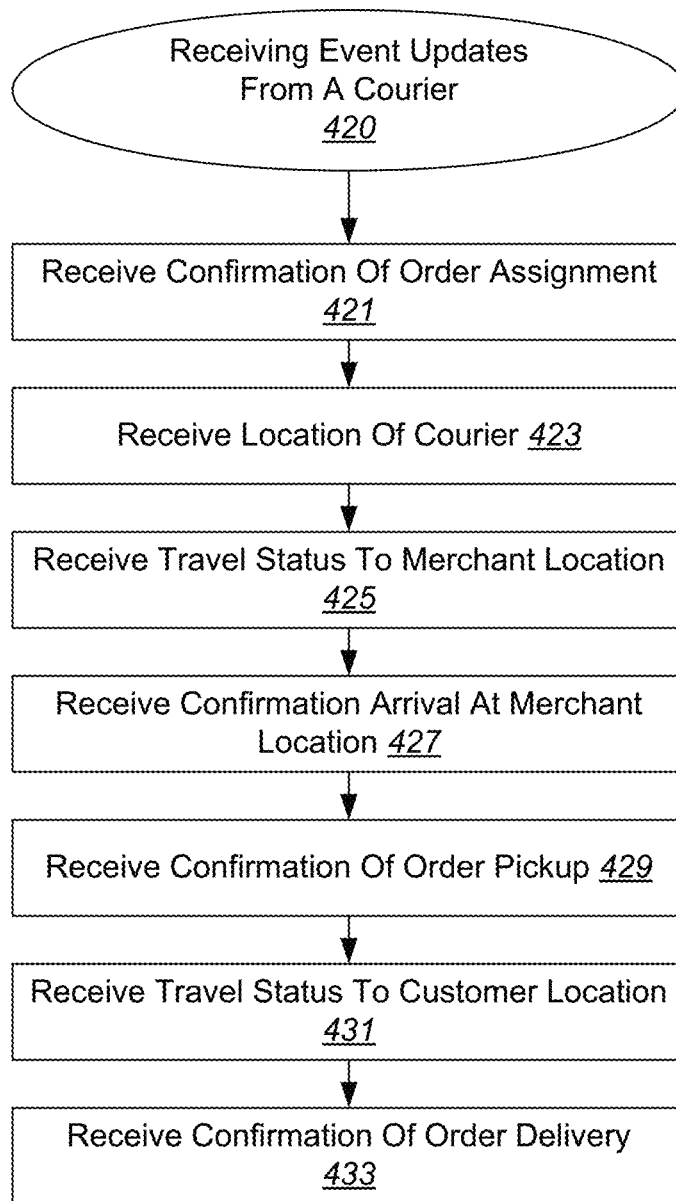 Receiving Event Updates
From A Courier
420
Receive Confirmation Of Order Assignment
421
Receive Location Of Courier 423
Receive Travel Status To Merchant Location
425
Receive Confirmation Arrival At Merchant
Location 427
Receive Confirmation Of Order Pickup 429
Receive Travel Status To Customer Location
431
Receive Confirmation Of Order Delivery
433